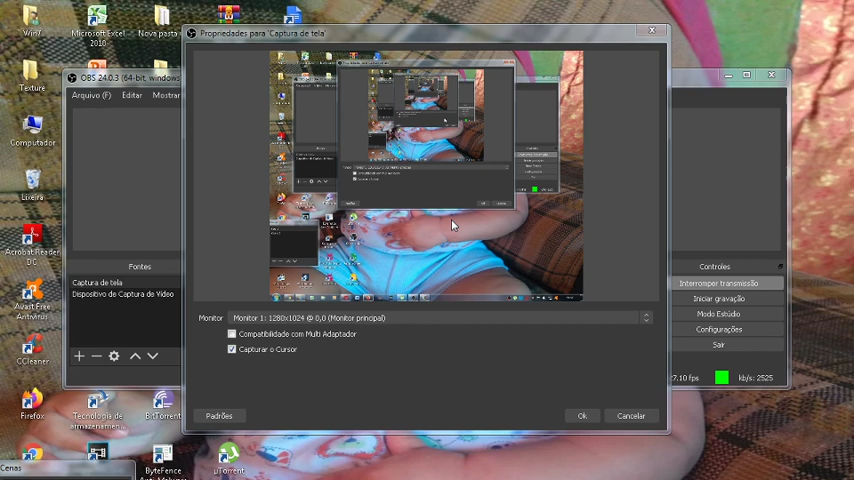 Propriedades para 'Captura de tela'
Win7
Microsoft Excel
2010
Nova pasta
Texture
Computador
Lixeira
Acrobat Reader
DC
Avast Free
Antivirus
CCleaner
Firefox
Tecnologia de
armazenamen...
BitTorrent
ByteFence
Anti-Malware
µTorrent
Cenas
OBS 24.0.3 (64-bit, windows
Arquivo (F)
Editar
Mostrar
Fontes
Captura de tela
Dispositivo de Captura de Vídeo
Monitor
Monitor 1: 1280x1024 @ 0,0 (Monitor principal)
Compatibilidade com Multi Adaptador
Capturar o Cursor
Padrões
Ok
Cancelar
Controles
Interromper transmissão
Iniciar gravação
Modo Estúdio
Configurações
Sair
27.10 fps
kb/s: 2525